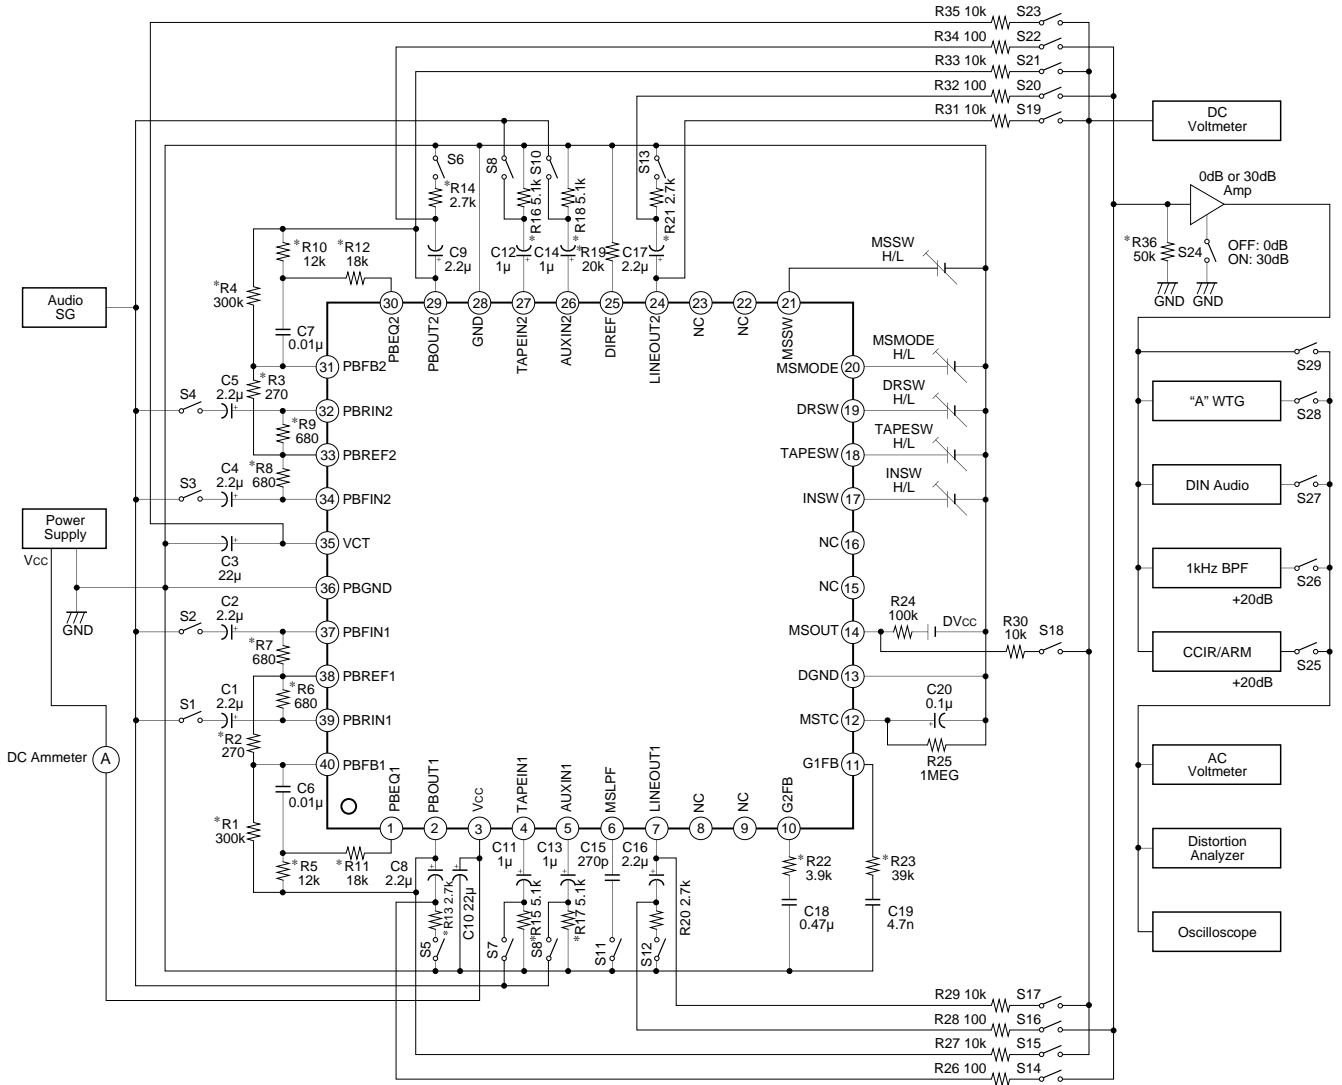 R35 10k S23
R34 100 S22
R33 10k S21
R32 100 S20
R31 10k S19
DC
Voltmeter
0dB or 30dB
Amp
*R36
50k
S24
OFF: 0dB
ON: 30dB
GND
GND
S6
*R14
2.7k
C9
2.2µ
S8
*R16 5.1k
C12
1µ
S10
*R18 5.1k
C14
1µ
*R19
20k
S13
*R21 2.7k
C17
2.2µ
MSSW
H/L
*R10
12k
*R12
18k
*R4
300k
C7
0.01µ
Audio
SG
30 29 28 27 26 25 24 23 22 21
PBEQ2
PBOUT2
GND
TAPEIN2
AUXIN2
DIREF
LINEOUT2
NC
NC
MSSW
31 PBFB2
MSMODE 20
MSMODE
H/L
*R3
270
S4
C5
2.2µ
32 PBRIN2
DRSW 19
DRSW
H/L
*R9
680
33 PBREF2
TAPESW 18
TAPESW
H/L
*R8
680
S3
C4
2.2µ
34 PBFIN2
INSW 17
INSW
H/L
Power
Supply
VCC
GND
C3
22µ
35 VCT
NC 16
36 PBGND
NC 15
S2
C2
2.2µ
37 PBFIN1
MSOUT 14
R24
100k
DVCC
R30
10k
S18
*R7
680
38 PBREF1
DGND 13
*R6
680
S1
C1
2.2µ
39 PBRIN1
MSTC 12
C20
0.1µ
R25
1MEG
*R2
270
DC Ammeter
A
40 PBFB1
G1FB 11
C6
0.01µ
PBEQ1
PBOUT1
VCC
TAPEIN1
AUXIN1
MSLPF
LINEOUT1
NC
NC
G2FB
1 2 3 4 5 6 7 8 9 10
*R1
300k
*R5
12k
*R11
18k
C8
2.2µ
*R13 2.7k
S5
C10 22µ
C11
1µ
S7
*R15 5.1k
C13
1µ
S8
*R17 5.1k
C15
270p
S11
C16
2.2µ
S12
R20 2.7k
*R22
3.9k
C18
0.47µ
*R23
39k
C19
4.7n
S29
“A” WTG
S28
DIN Audio
S27
1kHz BPF
S26
+20dB
CCIR/ARM
S25
+20dB
AC
Voltmeter
Distortion
Analyzer
Oscilloscope
R29 10k S17
R28 100 S16
R27 10k S15
R26 100 S14